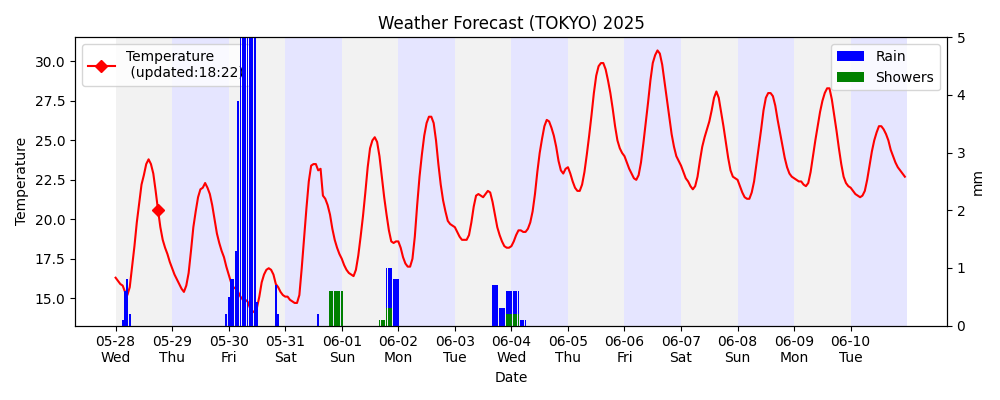 Weather Forecast (TOKYO) 2025
Temperature
(updated:18:22)
Rain
Showers
30.0
27.5
25.0
22.5
20.0
17.5
15.0
Temperature
5
4
3
2
1
0
mm
05-28 05-29 05-30 05-31 06-01 06-02 06-03 06-04 06-05 06-06 06-07 06-08 06-09 06-10
Wed Thu Fri Sat Sun Mon Tue Wed Thu Fri Sat Sun Mon Tue
Date